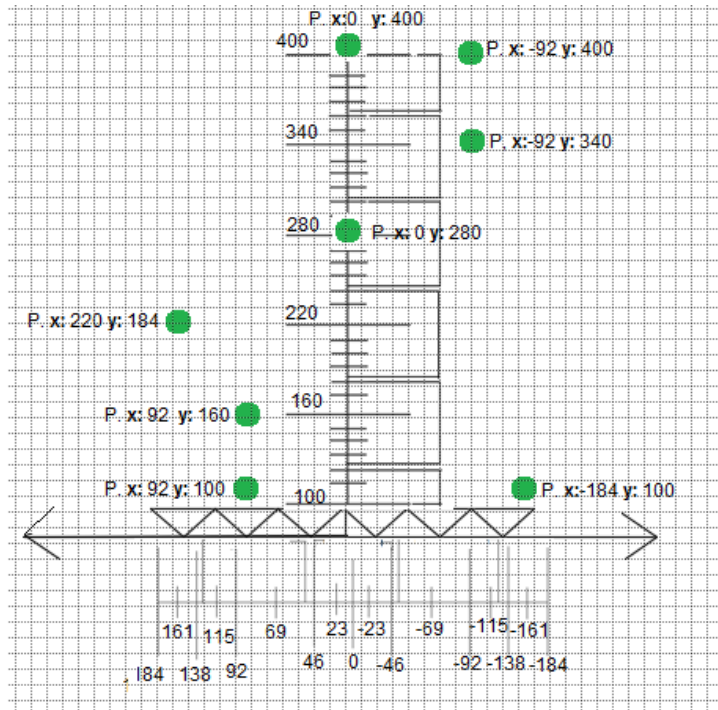 P. x:0 y: 400
400
P. x: -92 y: 400
340
P, x:-92 y: 340
280
P. x: 0 y: 280
220
P. x: 220 y: 184
160
P. x: 92 y: 160
P. x: 92 y: 100
100
P. x:-184 y: 100
161 115 69 23 -23 -69 -115 -161
, 184 138 92 46 0 -46 -92 -138 -184